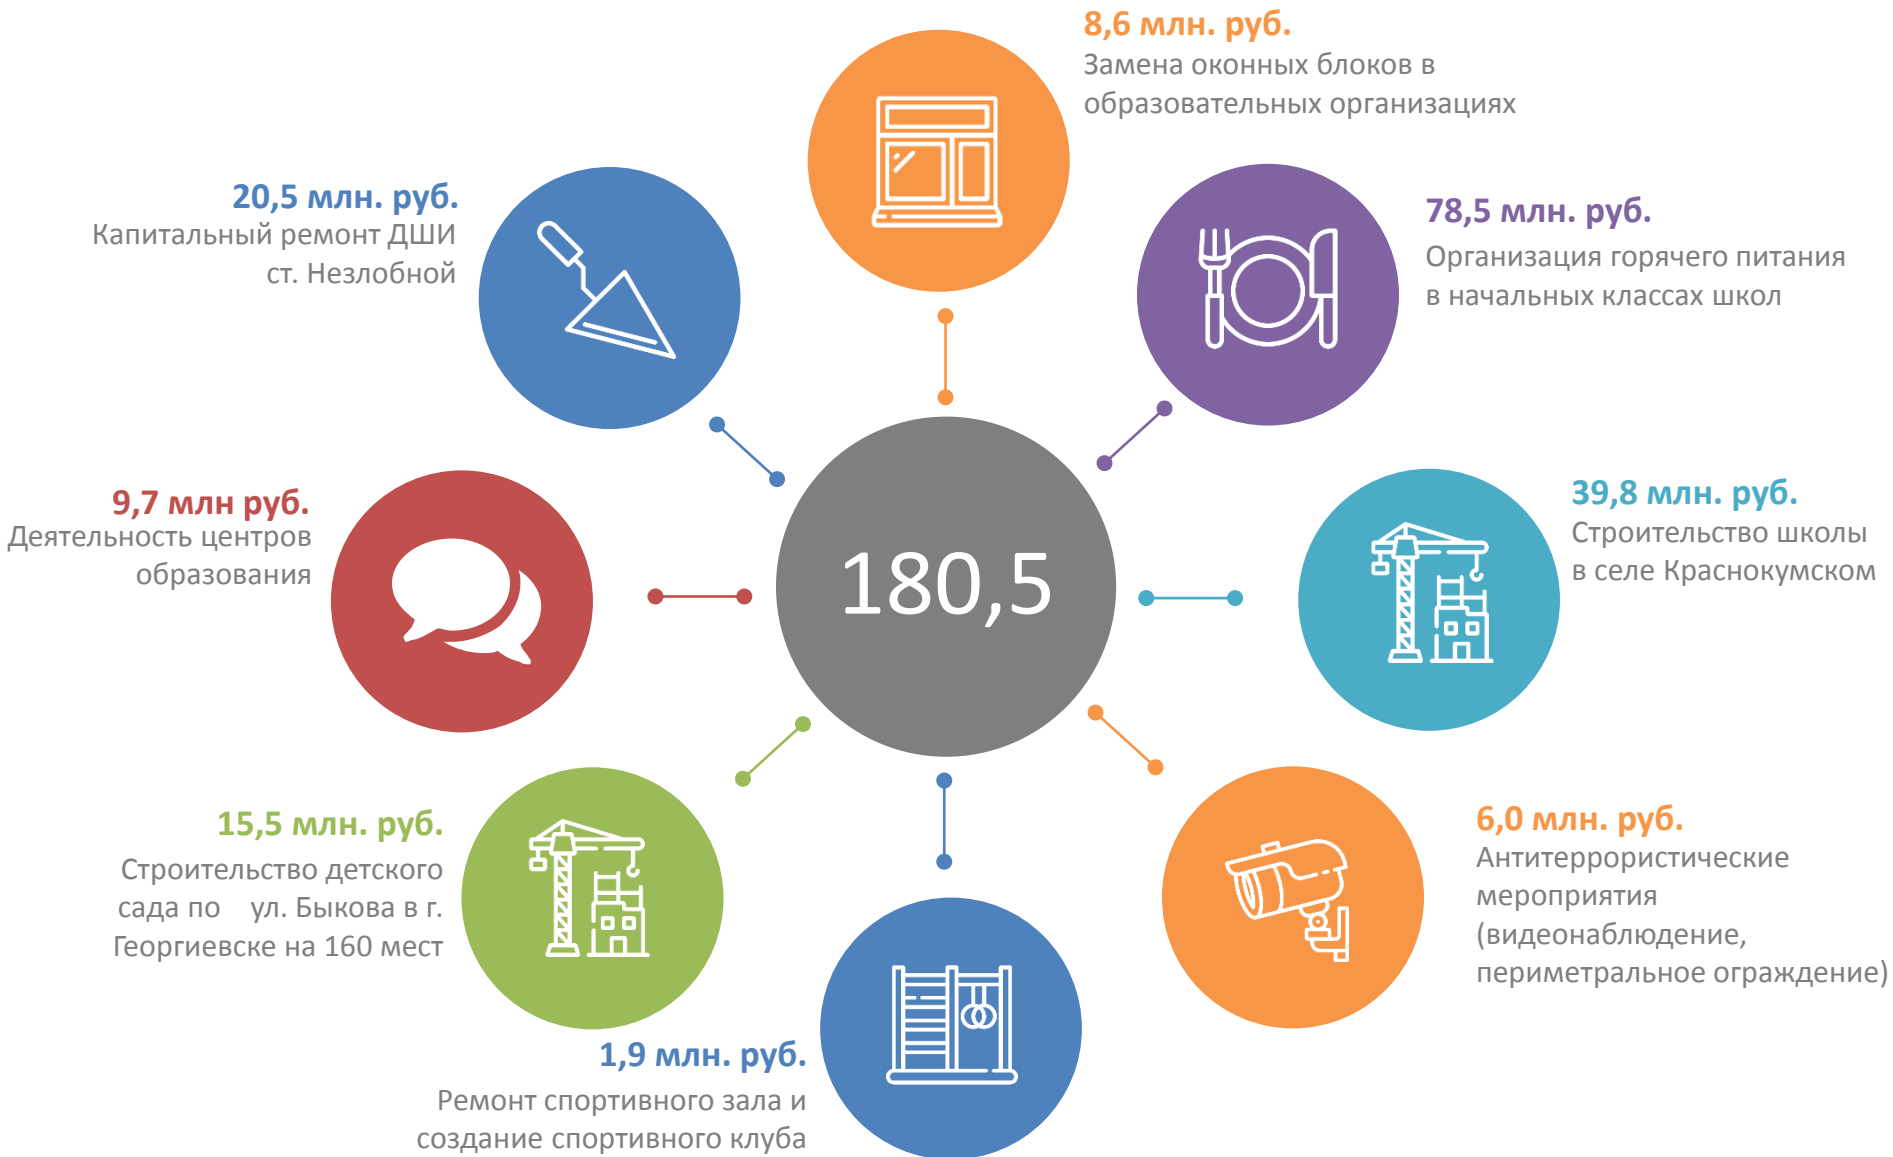 8,6 млн. руб.
Замена оконных блоков в
образовательных организациях
20,5 млн. руб.
Капитальный ремонт ДШИ
ст. Незлобной
78,5 млн. руб.
Организация горячего питания
в начальных классах школ
9,7 млн руб.
Деятельность центров
образования
180,5
39,8 млн. руб.
Строительство школы
в селе Краснокумском
15,5 млн. руб.
Строительство детского
сада по ул. Быкова в г.
Георгиевске на 160 мест
6,0 млн. руб.
Антитеррористические
мероприятия
(видеонаблюдение,
периметральное ограждение)
1,9 млн. руб.
Ремонт спортивного зала и
создание спортивного клуба